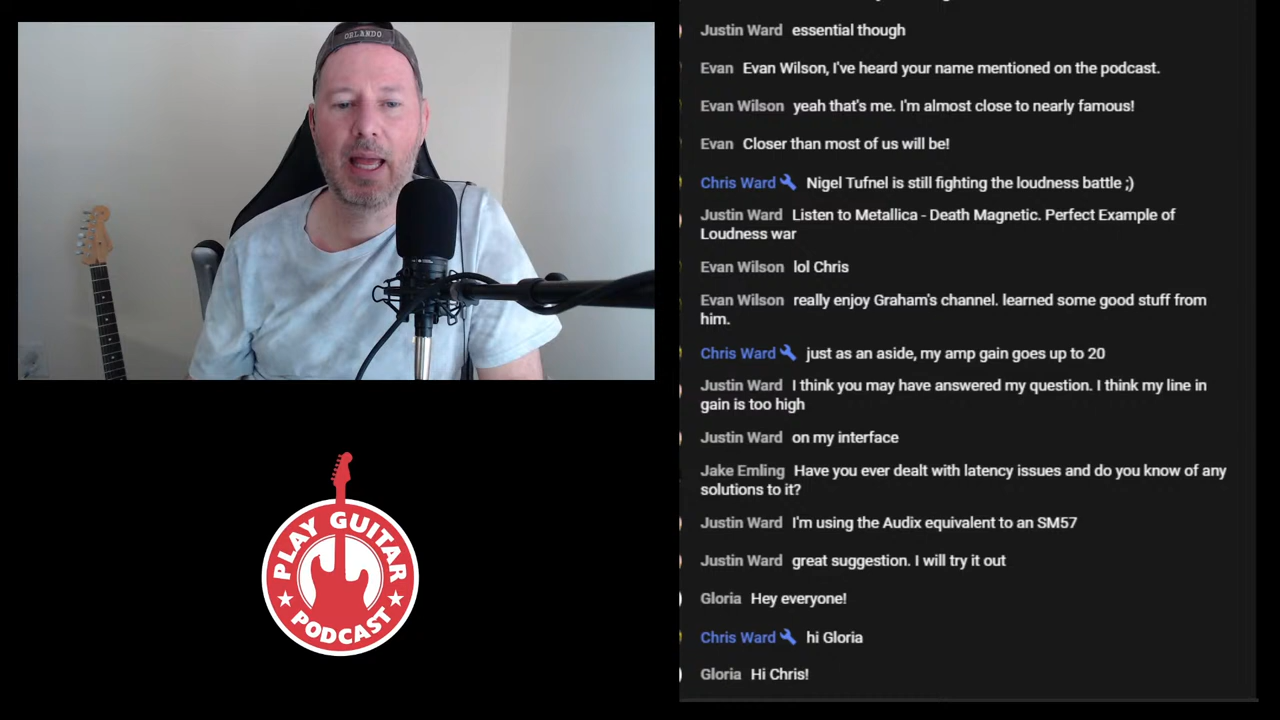 ORLANDO
PLAY GUITAR
PODCAST
Justin Ward essential though
Evan Evan Wilson, I've heard your name mentioned on the podcast.
Evan Wilson yeah that's me. I'm almost close to nearly famous!
Evan Closer than most of us will be!
Chris Ward Nigel Tufnel is still fighting the loudness battle ;)
Justin Ward Listen to Metallica - Death Magnetic. Perfect Example of
Loudness war
Evan Wilson lol Chris
Evan Wilson really enjoy Graham's channel. learned some good stuff from
him.
Chris Ward just as an aside, my amp gain goes up to 20
Justin Ward I think you may have answered my question. I think my line in
gain is too high
Justin Ward on my interface
Jake Emling Have you ever dealt with latency issues and do you know of any
solutions to it?
Justin Ward I'm using the Audix equivalent to an SM57
Justin Ward great suggestion. I will try it out
Gloria Hey everyone!
Chris Ward hi Gloria
Gloria Hi Chris!